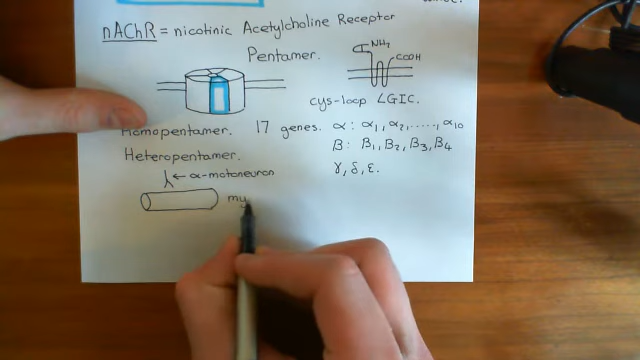 nAChR = nicotinic Acetylcholine Receptor
Pentamer.
NH2
COOH
cys-loop LGIC.
Homopentamer. 17 genes. α: α1, α2, ....., α10
Heteropentamer. β: β1, β2, β3, β4
← α-motoneuron γ, δ, ε.
my